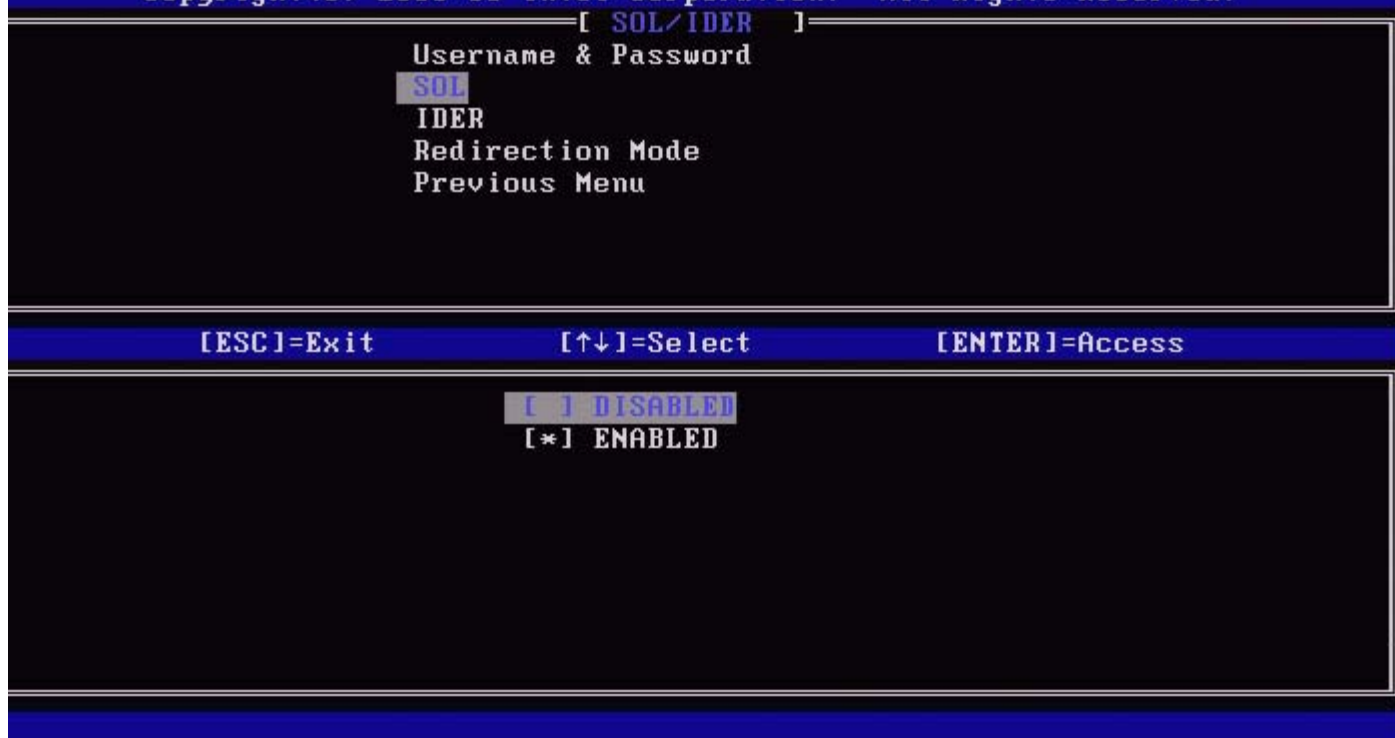 [ SOL/IDER ]
Username & Password
SOL
IDER
Redirection Mode
Previous Menu
[ESC]=Exit [↑↓]=Select [ENTER]=Access
[ ] DISABLED
[*] ENABLED